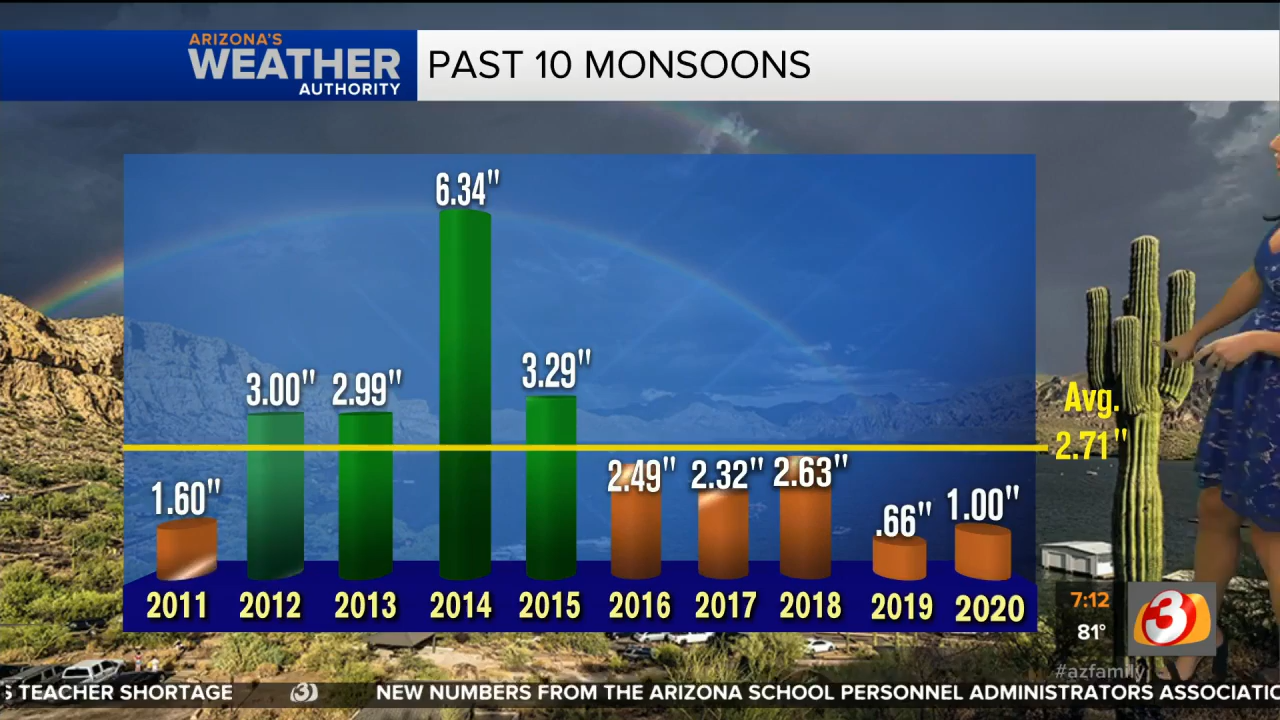 ARIZONA'S
WEATHER
AUTHORITY
PAST 10 MONSOONS
6.34"
3.29"
3.00" 2.99"
Avg.
2.71"
2.49" 2.32" 2.63"
1.60"
.66" 1.00"
2011 2012 2013 2014 2015 2016 2017 2018 2019 2020
7:12
81°
3
#azfamily
S TEACHER SHORTAGE 3 NEW NUMBERS FROM THE ARIZONA SCHOOL PERSONNEL ADMINISTRATORS ASSOCIATIO